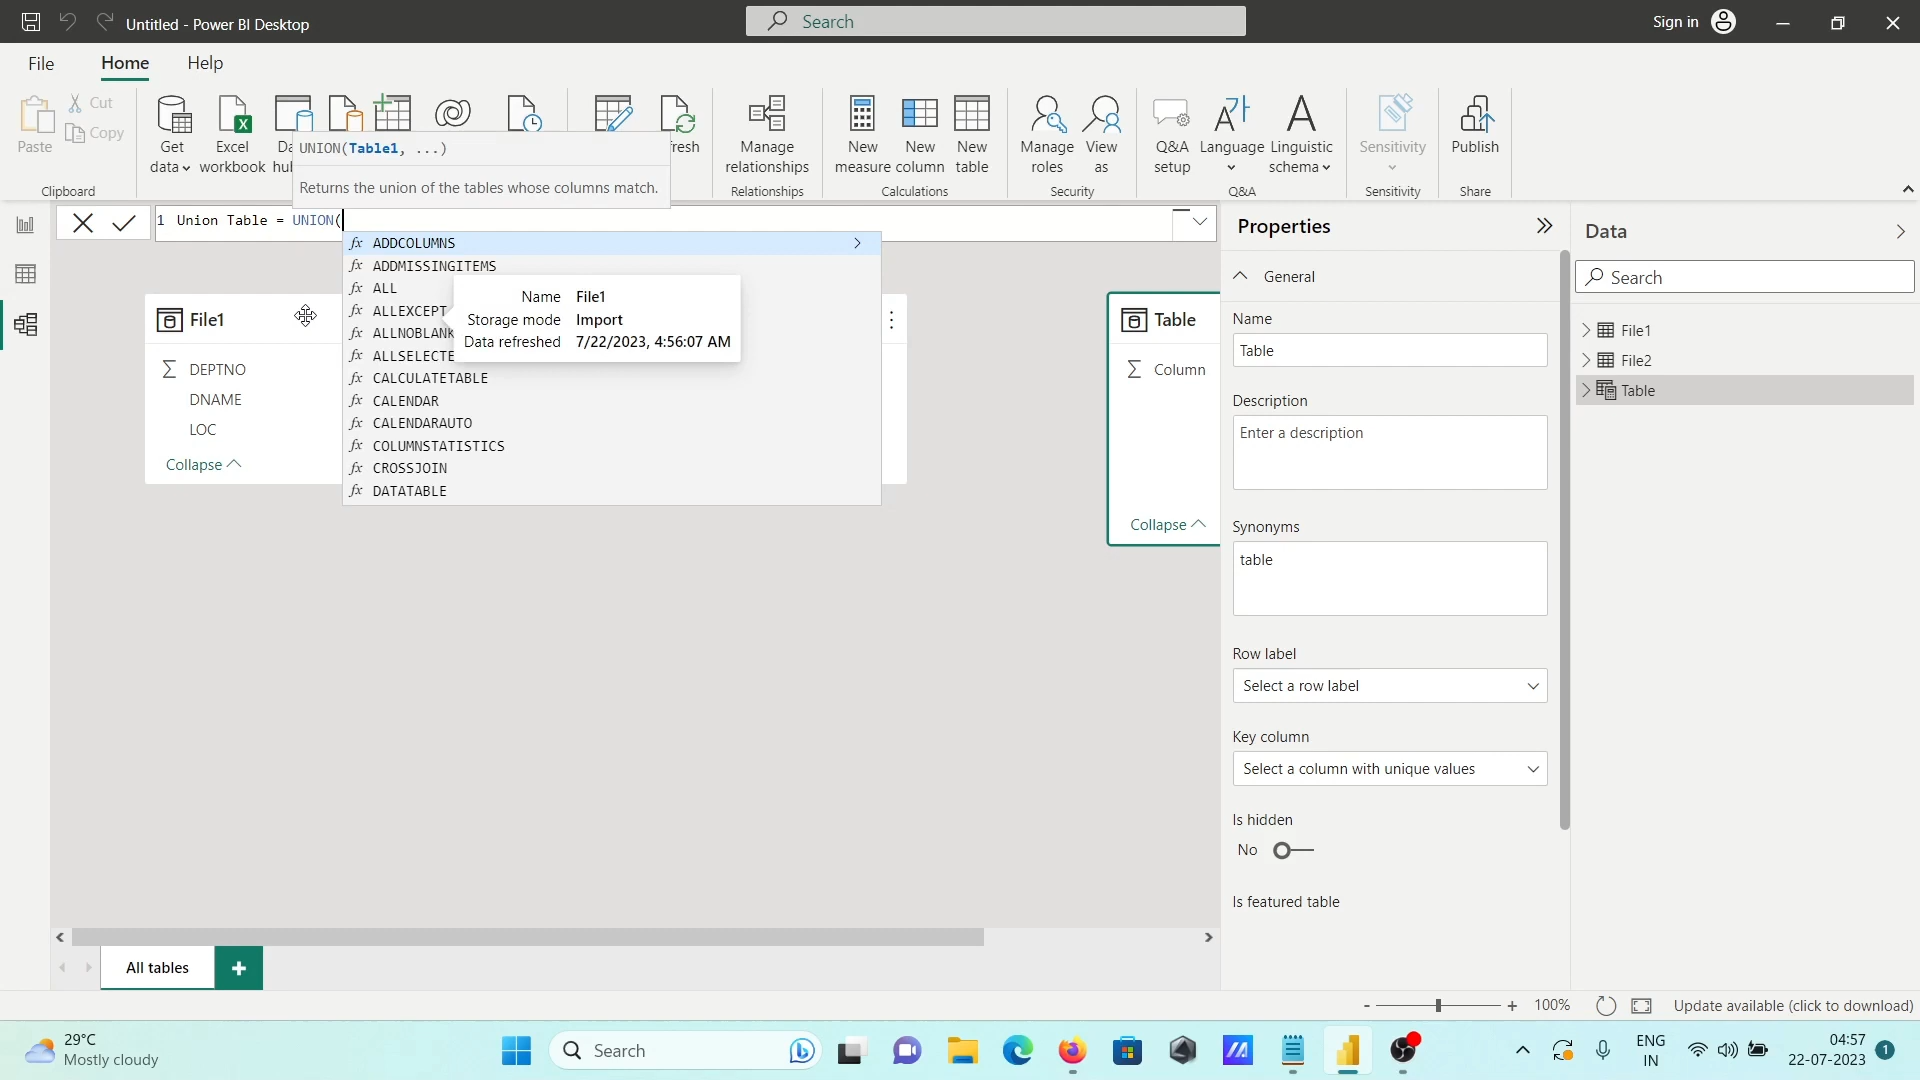 Untitled - Power BI Desktop
Search
Sign in
File
Home
Help
Paste
Cut
Copy
Clipboard
Get data
Excel workbook
Da
hub
UNION(Table1, ...)
Returns the union of the tables whose columns match.
resh
Manage relationships
Relationships
New measure
New column
New table
Calculations
Manage roles
View as
Security
Q&A setup
Language
Linguistic schema
Q&A
Sensitivity
Sensitivity
Publish
Share
1 Union Table = UNION(
ADDCOLUMNS
ADDMISSINGITEMS
ALL
ALLEXCEPT
ALLNOBLANK
ALLSELECTE
CALCULATETABLE
CALENDAR
CALENDARAUTO
COLUMNSTATISTICS
CROSSJOIN
DATATABLE
Name File1
Storage mode Import
Data refreshed 7/22/2023, 4:56:07 AM
File1
DEPTNO
DNAME
LOC
Collapse
Table
Column
Collapse
Properties
General
Name
Table
Description
Enter a description
Synonyms
table
Row label
Select a row label
Key column
Select a column with unique values
Is hidden
No
Is featured table
Data
Search
File1
File2
Table
All tables
100%
Update available (click to download)
29°C
Mostly cloudy
Search
ENG
IN
04:57
22-07-2023
1